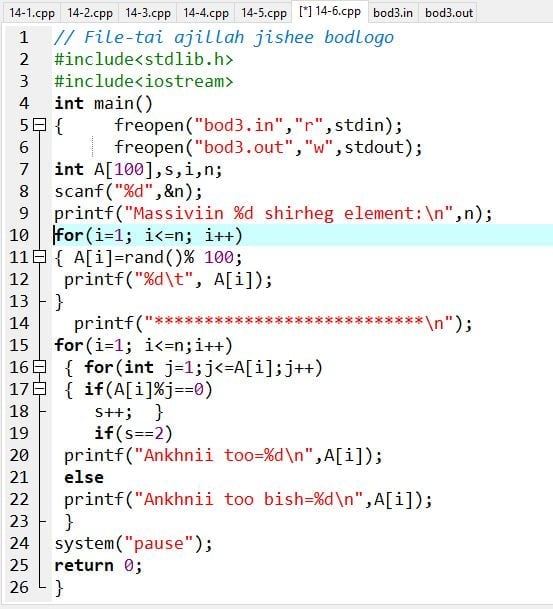 14-1.cpp 14-2.cpp 14-3.cpp 14-4.cpp 14-5.cpp [*] 14-6.cpp bod3.in bod3.out
1 // File-tai ajillah jishee bodlogo
2 #include<stdlib.h>
3 #include<iostream>
4 int main()
5 {     freopen("bod3.in","r",stdin);
6       freopen("bod3.out","w",stdout);
7 int A[100],s,i,n;
8 scanf("%d",&n);
9 printf("Massiviin %d shirheg element:\n",n);
10 for(i=1; i<=n; i++)
11 { A[i]=rand()% 100;
12  printf("%d\t", A[i]);
13 }
14   printf("***************************\n");
15 for(i=1; i<=n;i++)
16  { for(int j=1;j<=A[i];j++)
17  { if(A[i]%j==0)
18     s++;  }
19     if(s==2)
20  printf("Ankhnii too=%d\n",A[i]);
21  else
22  printf("Ankhnii too bish=%d\n",A[i]);
23  }
24 system("pause");
25 return 0;
26 }